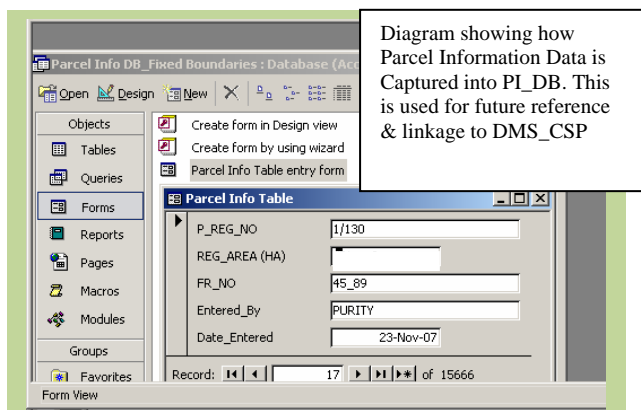 Diagram showing how
Parcel Information Data is
Captured into PI_DB. This
is used for future reference
& linkage to DMS_CSP
Parcel Info DB_Fixed Boundaries : Database (Acc
Open Design New
Objects
Tables
Queries
Forms
Reports
Pages
Macros
Modules
Groups
Favorites
Create form in Design view
Create form by using wizard
Parcel Info Table entry form
Parcel Info Table
P_REG_NO 1/130
REG_AREA (HA)
FR_NO 45_89
Entered_By PURITY
Date_Entered 23-Nov-07
Record: 17 of 15666
Form View